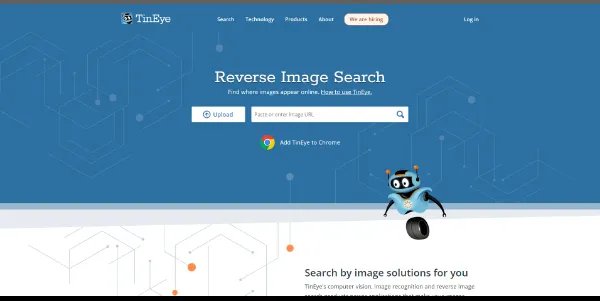 TinEye
Search Technology Products About We are hiring Log in
Reverse Image Search
Find where images appear online. How to use TinEye.
Upload Paste or enter image URL
Add TinEye to Chrome
Search by image solutions for you
TinEye's computer vision, image recognition and reverse image